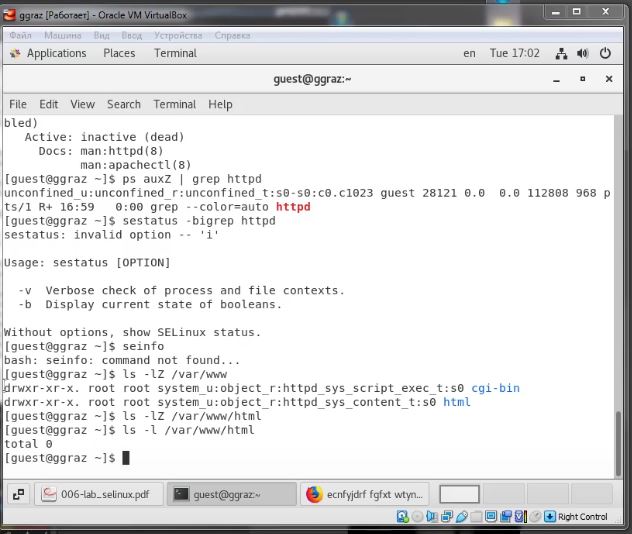 ggraz [Работает] - Oracle VM VirtualBox
Файл Машина Вид Ввод Устройства Справка
Applications Places Terminal en Tue 17:02
guest@ggraz:~
File Edit View Search Terminal Help
bled)
Active: inactive (dead)
Docs: man:httpd(8)
man:apachectl(8)
[guest@ggraz ~]$ ps auxZ | grep httpd
unconfined_u:unconfined_r:unconfined_t:s0-s0:c0.c1023 guest 28121 0.0 0.0 112808 968 p
ts/1 R+ 16:59 0:00 grep --color=auto httpd
[guest@ggraz ~]$ sestatus -bigrep httpd
sestatus: invalid option -- 'i'
Usage: sestatus [OPTION]
-v Verbose check of process and file contexts.
-b Display current state of booleans.
Without options, show SELinux status.
[guest@ggraz ~]$ seinfo
bash: seinfo: command not found...
[guest@ggraz ~]$ ls -lZ /var/www
drwxr-xr-x. root root system_u:object_r:httpd_sys_script_exec_t:s0 cgi-bin
drwxr-xr-x. root root system_u:object_r:httpd_sys_content_t:s0 html
[guest@ggraz ~]$ ls -lZ /var/www/html
[guest@ggraz ~]$ ls -l /var/www/html
total 0
[guest@ggraz ~]$
006-lab_selinux.pdf guest@ggraz:~ ecnfyjdrf fgfxt wtyn...
Right Control